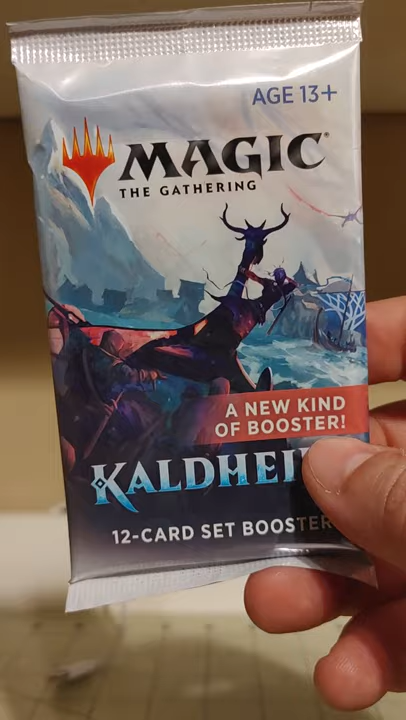 AGE 13+
MAGIC
THE GATHERING
A NEW KIND
OF BOOSTER!
KALDHEI
12-CARD SET BOOSTER